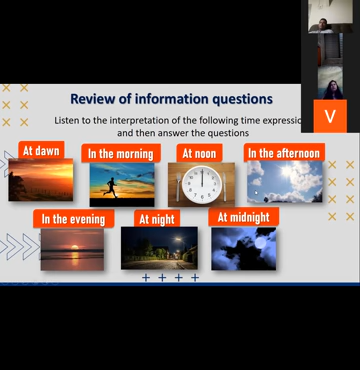 Review of information questions
Listen to the interpretation of the following time
and then answer the questions
At dawn
In the morning
At noon
In the afternoon
In the evening
At night
At midnight
V